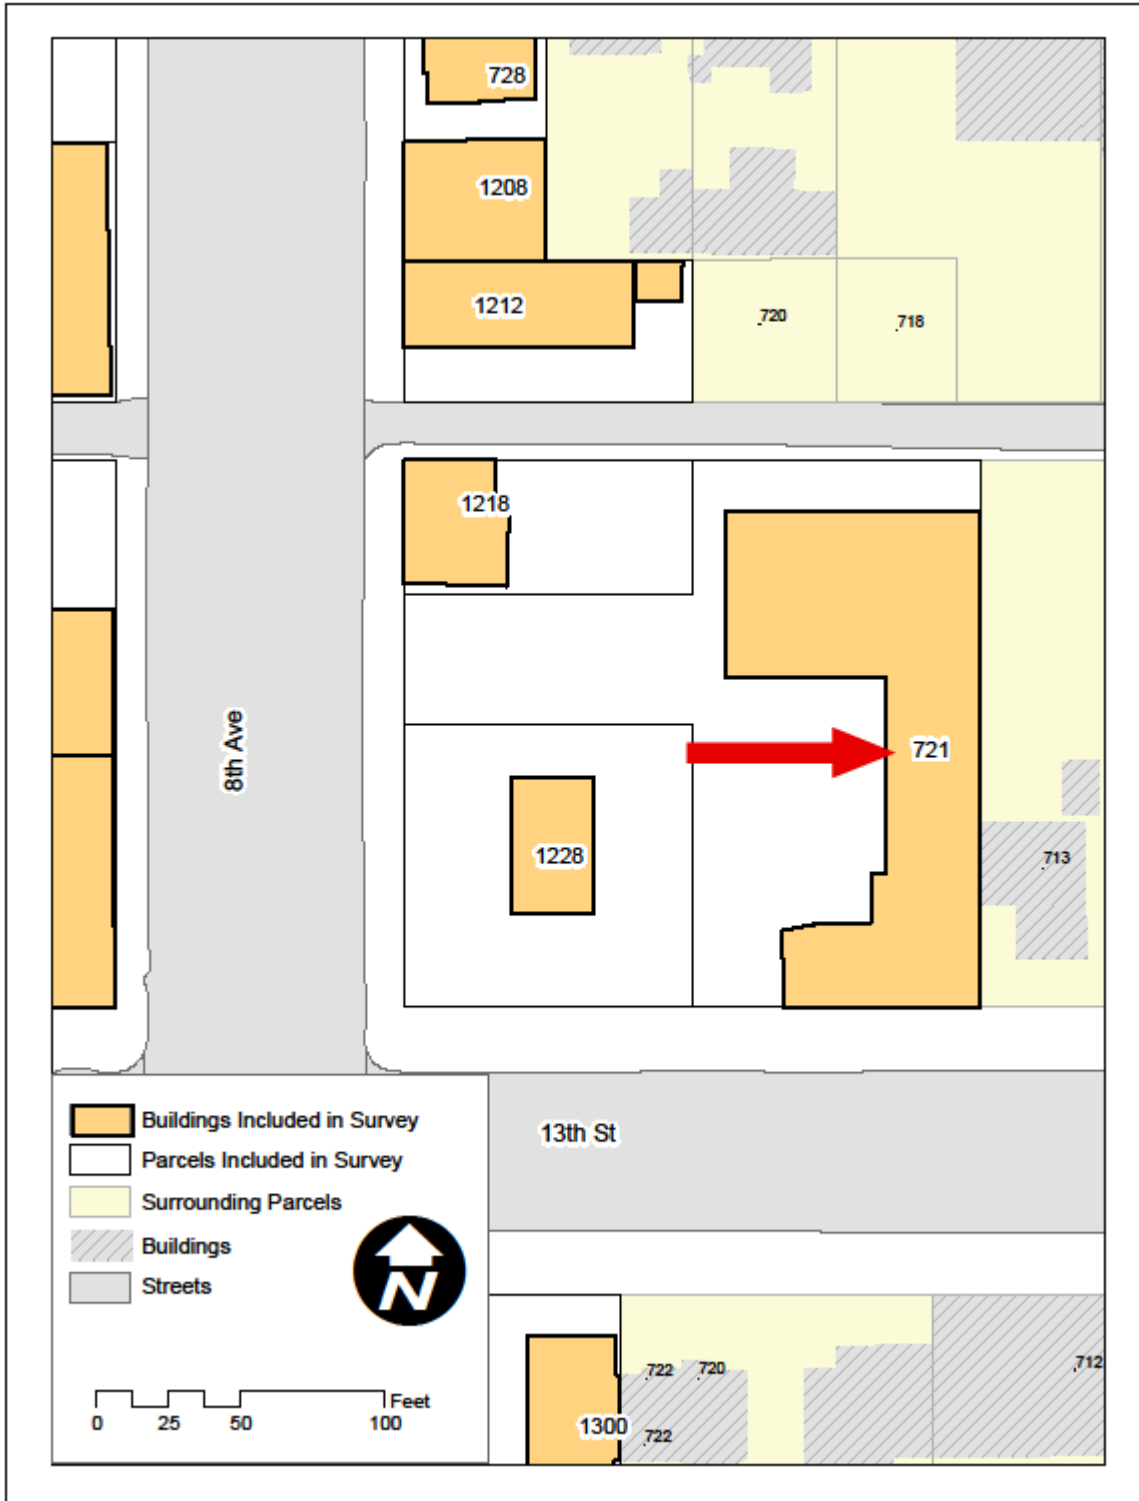 728
1208
1212
720
718
1218
8th Ave
721
1228
713
Buildings Included in Survey
Parcels Included in Survey
Surrounding Parcels
Buildings
Streets
N
Feet
0 25 50 100
13th St
722 720
712
1300
722